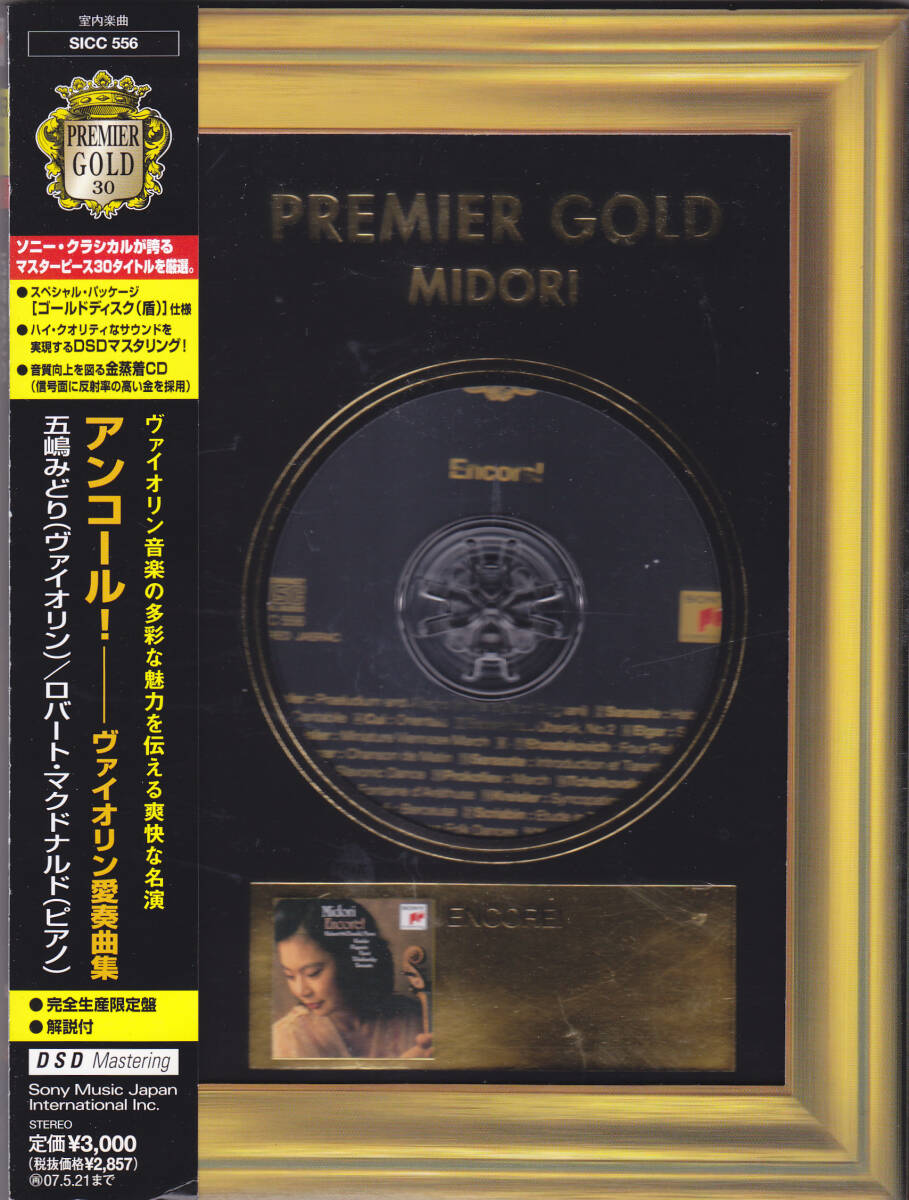 室内楽曲
SICC 556
PREMIER
GOLD
30
ソニー・クラシカルが誇る
マスターピース30タイトルを厳選。
●スペシャル・パッケージ
[ゴールドディスク(盾)]仕様
●ハイ・クオリティなサウンドを
実現するDSDマスタリング!
●音質向上を図る金蒸着CD
(信号面に反射率の高い金を採用)
ヴァイオリン音楽の多彩な魅力を伝える爽快な名演
アンコール!――ヴァイオリン愛奏曲集
五嶋みどり(ヴァイオリン)/ロバート・マクドナルド(ピアノ)
●完全生産限定盤
●解説付
DSD Mastering
Sony Music Japan
International Inc.
STEREO
定価¥3,000
(税抜価格¥2,857)
㋐07.5.21まで
PREMIER GOLD
MIDORI
Encore!
SONY
Midori
Encore!
SONY
ENCORE!